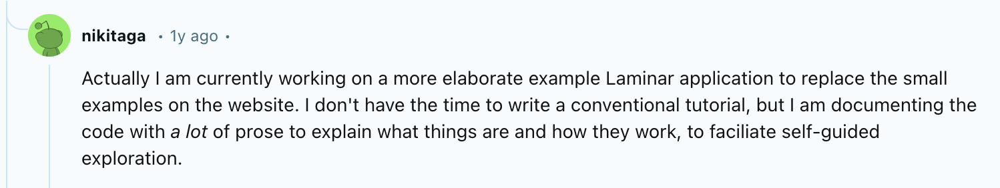 nikitaga • 1y ago •
Actually I am currently working on a more elaborate example Laminar application to replace the small
examples on the website. I don't have the time to write a conventional tutorial, but I am documenting the
code with a lot of prose to explain what things are and how they work, to faciliate self-guided
exploration.